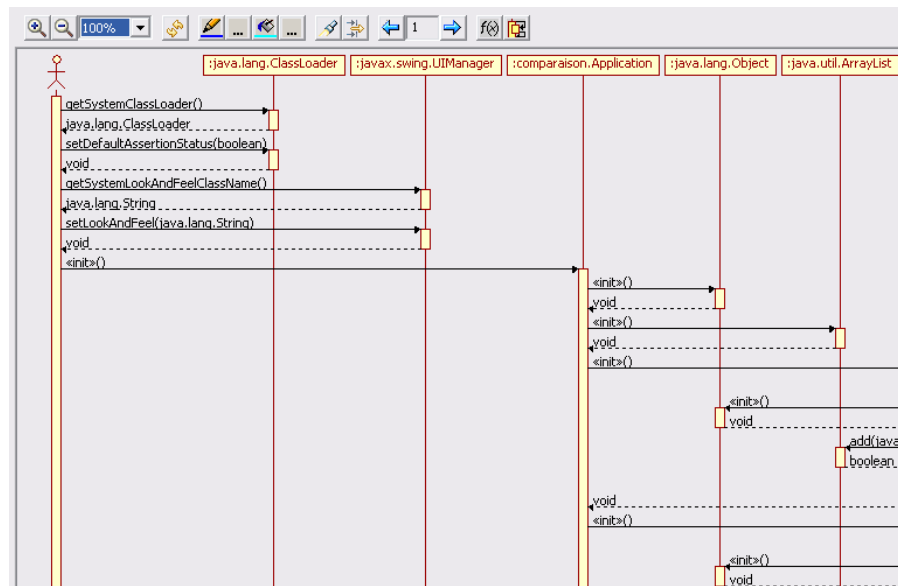 100% ... ... 1 f(x)
:java.lang.ClassLoader :javax.swing.UIManager :comparaison.Application :java.lang.Object :java.util.ArrayList
getSystemClassLoader()
java.lang.ClassLoader
setDefaultAssertionStatus(boolean)
void
getSystemLookAndFeelClassName()
java.lang.String
setLookAndFeel(java.lang.String)
void
«init»()
«init»()
void
«init»()
void
«init»()
«init»()
void
add(java
boolean
void
«init»()
«init»()
void